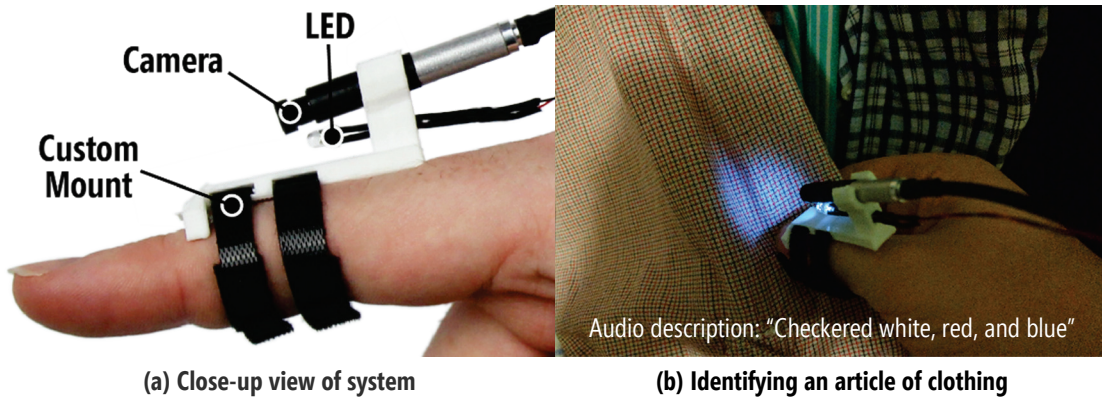 LED
Camera
Custom
Mount
Audio description: “Checkered white, red, and blue”
(a) Close-up view of system
(b) Identifying an article of clothing